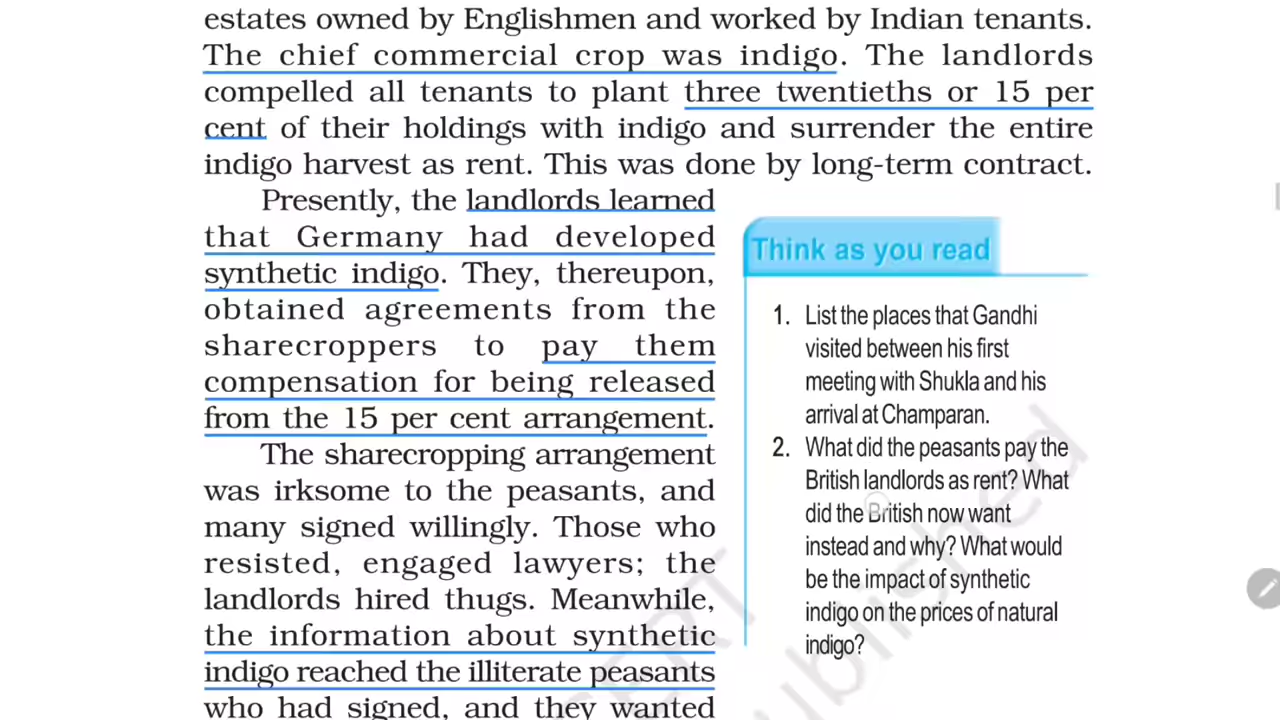 estates owned by Englishmen and worked by Indian tenants.
The chief commercial crop was indigo. The landlords
compelled all tenants to plant three twentieths or 15 per
cent of their holdings with indigo and surrender the entire
indigo harvest as rent. This was done by long-term contract.
Presently, the landlords learned
that Germany had developed
synthetic indigo. They, thereupon,
obtained agreements from the
sharecroppers to pay them
compensation for being released
from the 15 per cent arrangement.
The sharecropping arrangement
was irksome to the peasants, and
many signed willingly. Those who
resisted, engaged lawyers; the
landlords hired thugs. Meanwhile,
the information about synthetic
indigo reached the illiterate peasants
who had signed, and they wanted
Think as you read
1. List the places that Gandhi
visited between his first
meeting with Shukla and his
arrival at Champaran.
2. What did the peasants pay the
British landlords as rent? What
did the British now want
instead and why? What would
be the impact of synthetic
indigo on the prices of natural
indigo?